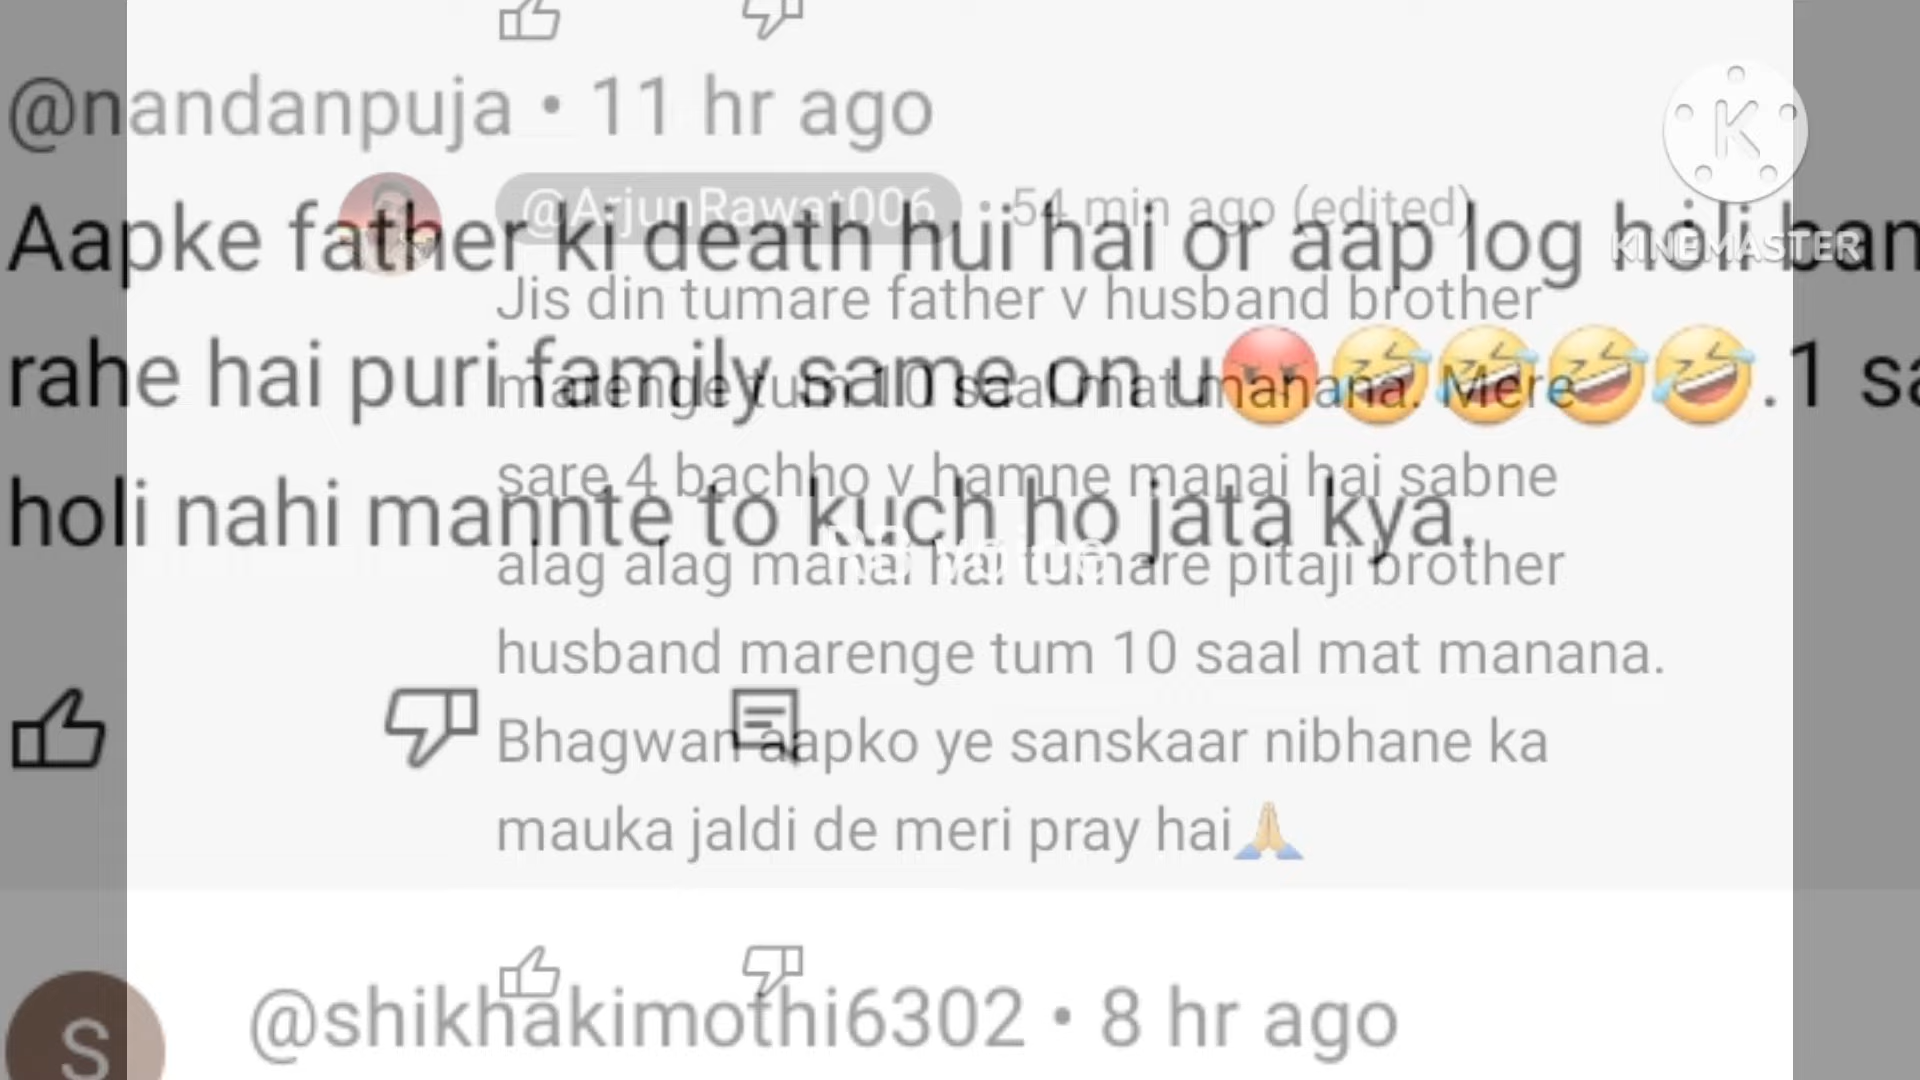 @nandanpuja • 11 hr ago
Aapke father ki death hui hai or aap log holi ban
rahe hai puri family same on u😡🤣🤣🤣🤣.1 sa
holi nahi mannte to kuch ho jata kya.
@ArjunRawat006 • 54 min ago (edited)
Jis din tumare father v husband brother
marenge tum 10 saal mat manana. Mere
sare 4 bachho v hamne manai hai sabne
alag alag manai hai tumare pitaji brother
husband marenge tum 10 saal mat manana.
Bhagwan aapko ye sanskaar nibhane ka
mauka jaldi de meri pray hai🙏🏻
K
KINEMASTER
voice
S
@shikhakimothi6302 • 8 hr ago